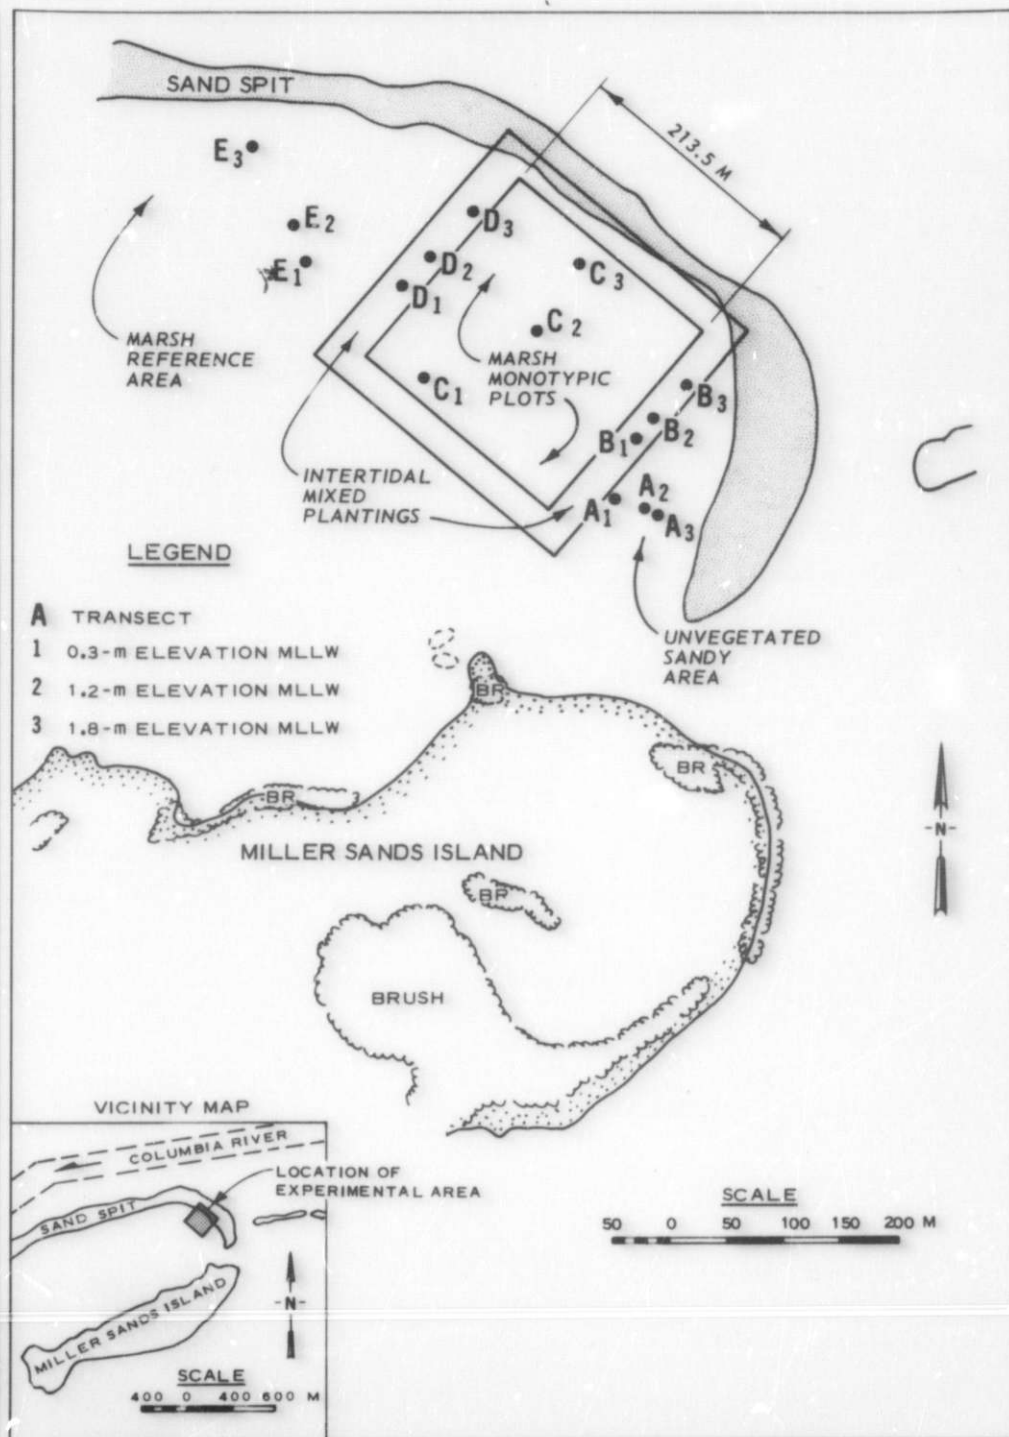 SAND SPIT
213.5 M
E3
E2
E1
D3
D2
D1
C3
C2
C1
B3
B2
B1
A1
A2
A3
MARSH
REFERENCE
AREA
MARSH
MONOTYPIC
PLOTS
INTERTIDAL
MIXED
PLANTINGS
UNVEGETATED
SANDY
AREA
LEGEND
A TRANSECT
1 0.3-m ELEVATION MLLW
2 1.2-m ELEVATION MLLW
3 1.8-m ELEVATION MLLW
BR
BR
BR
MILLER SANDS ISLAND
BR
BRUSH
-N-
VICINITY MAP
COLUMBIA RIVER
LOCATION OF
EXPERIMENTAL AREA
SAND SPIT
-N-
MILLER SANDS ISLAND
SCALE
400 0 400 600 M
SCALE
50 0 50 100 150 200 M